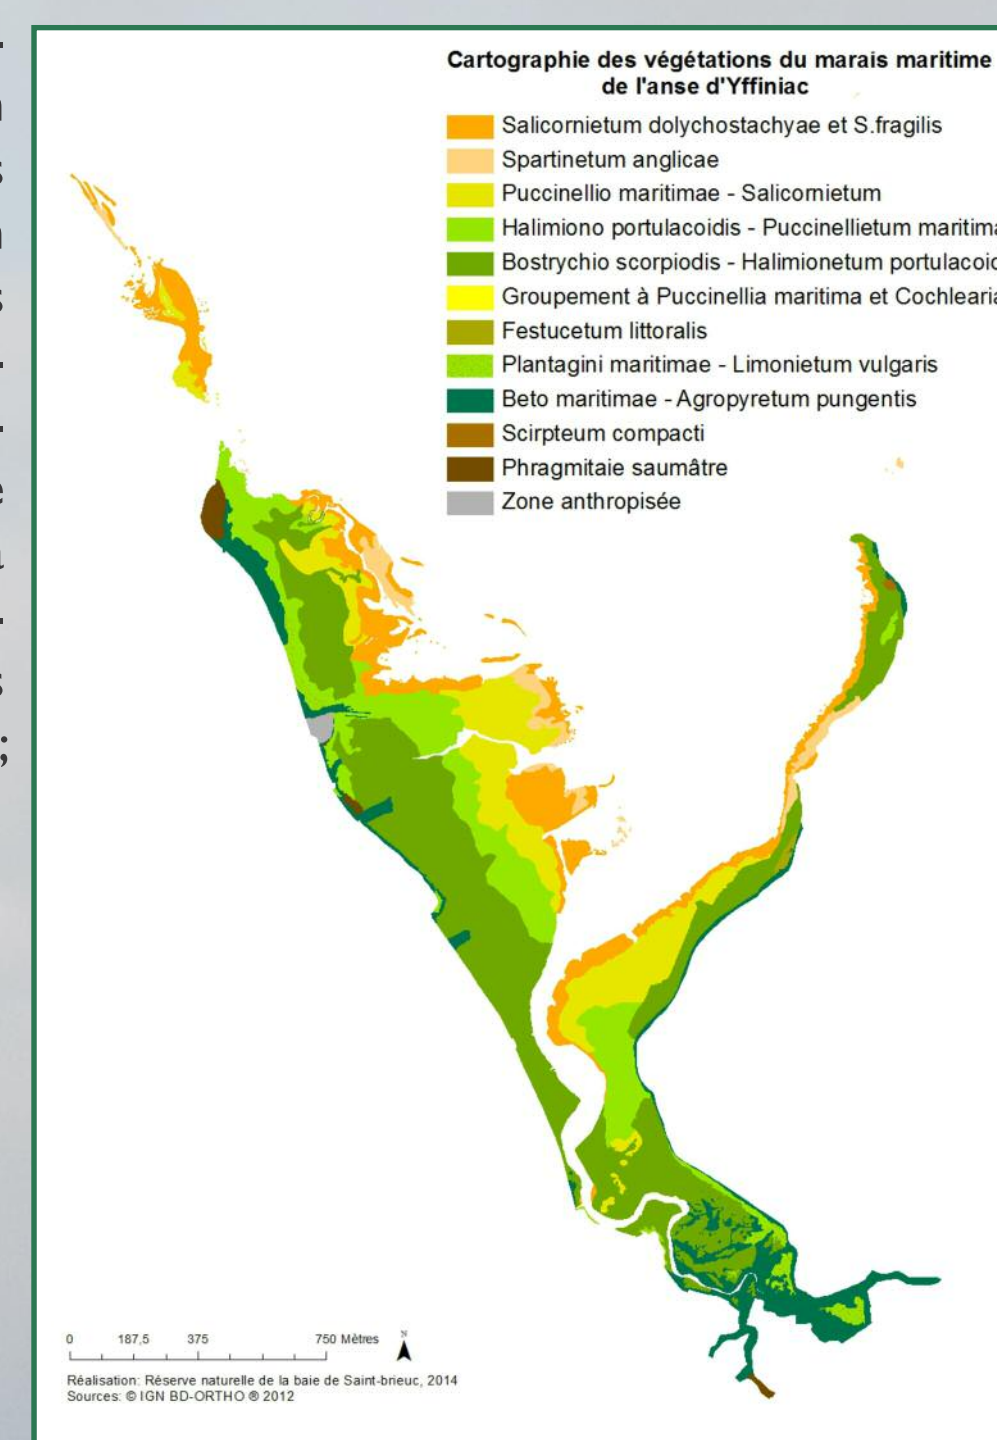 Cartographie des végétations du marais maritime
de l'anse d'Yffiniac
Salicornietum dolychostachyae et S.fragilis
Spartinetum anglicae
Puccinellio maritimae - Salicornietum
Halimiono portulacoidis - Puccinellietum maritima
Bostrychio scorpiodis - Halimionetum portulacoid
Groupement à Puccinellia maritima et Cochlearia
Festucetum littoralis
Plantagini maritimae - Limonietum vulgaris
Beto maritimae - Agropyretum pungentis
Scirpteum compacti
Phragmitaie saumâtre
Zone anthropisée
0 187,5 375 750 Mètres
N
Réalisation: Réserve naturelle de la baie de Saint-brieuc, 2014
Sources: © IGN BD-ORTHO ® 2012